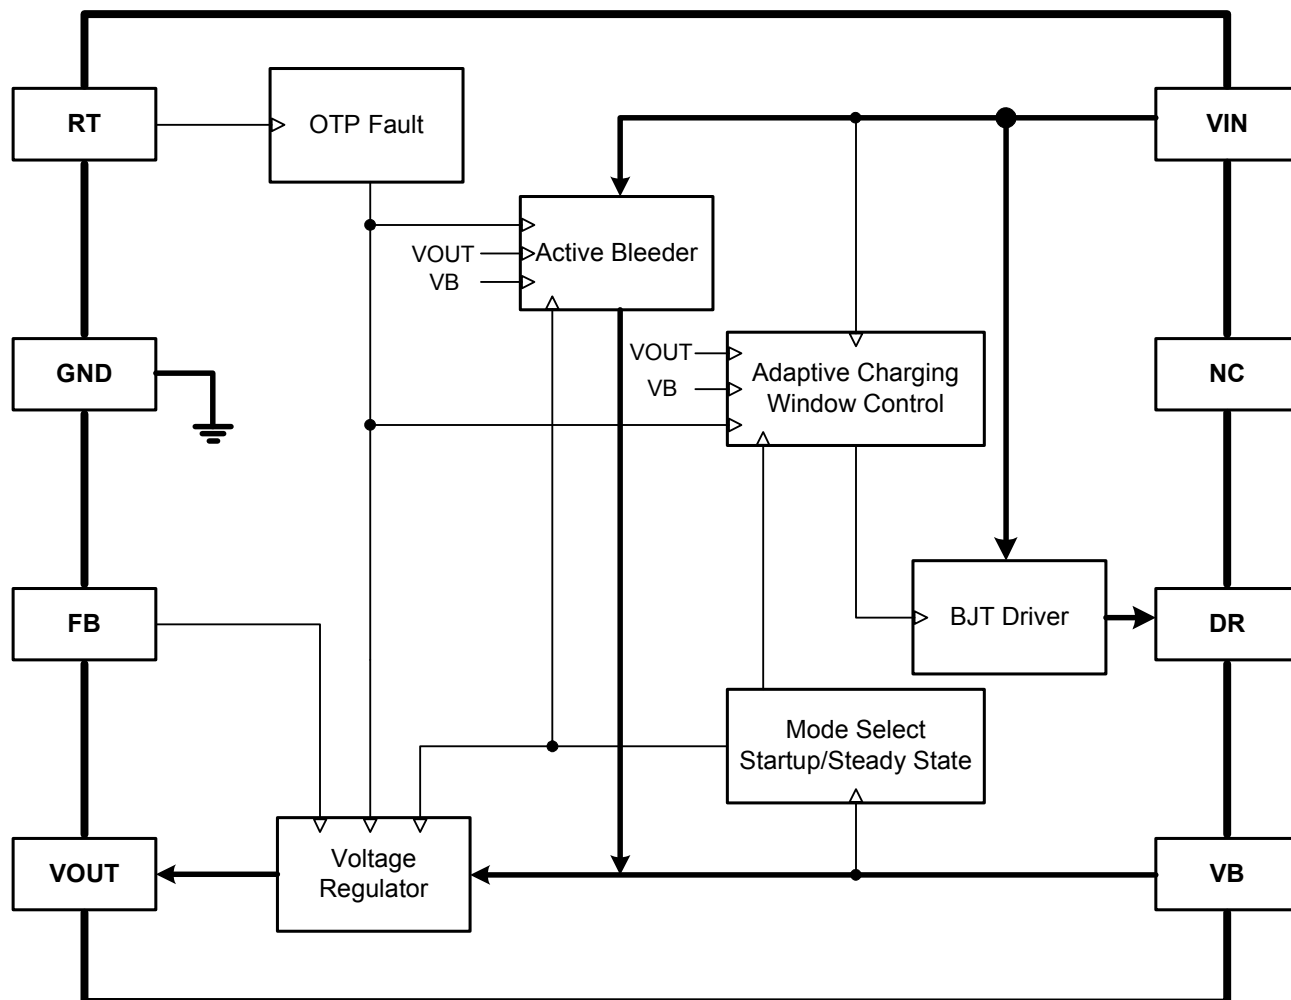 RT
OTP Fault
VIN
VOUT
VB
Active Bleeder
GND
VOUT
VB
Adaptive Charging
Window Control
NC
FB
BJT Driver
DR
Mode Select
Startup/Steady State
VOUT
Voltage
Regulator
VB